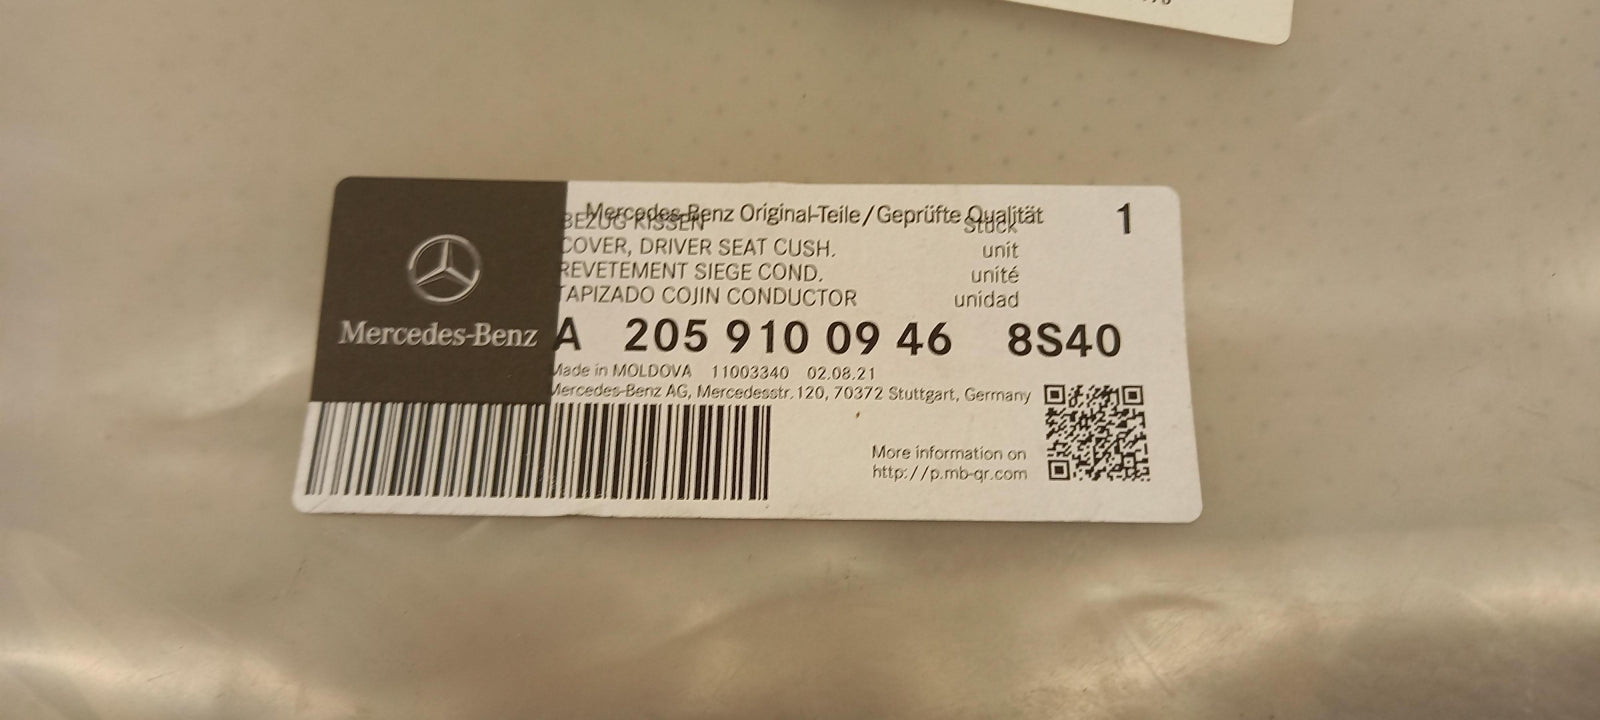 Mercedes-Benz Original-Teile/Geprüfte Qualität 1
BEZUG KISSEN Stück
COVER, DRIVER SEAT CUSH. unit
REVETEMENT SIEGE COND. unité
TAPIZADO COJIN CONDUCTOR unidad
Mercedes-Benz
A 205 910 09 46 8S40
Made in MOLDOVA 11003340 02.08.21
Mercedes-Benz AG, Mercedesstr. 120, 70372 Stuttgart, Germany
More information on
http://p.mb-qr.com